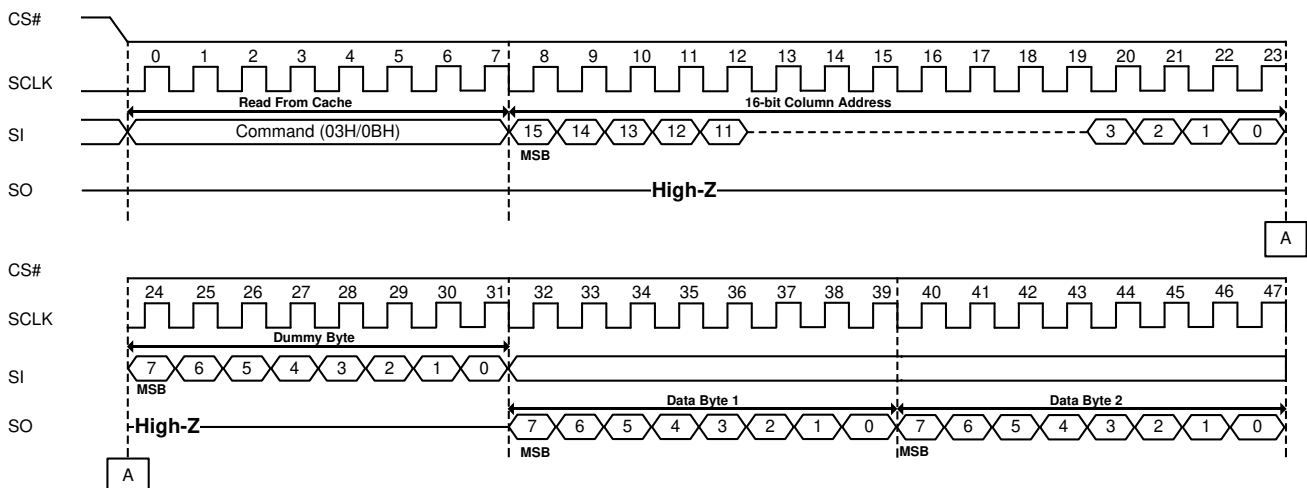 CS#
0 1 2 3 4 5 6 7 8 9 10 11 12 13 14 15 16 17 18 19 20 21 22 23
SCLK
Read From Cache 16-bit Column Address
SI Command (03H/0BH) 15 14 13 12 11 3 2 1 0
MSB
SO High-Z
A
CS#
24 25 26 27 28 29 30 31 32 33 34 35 36 37 38 39 40 41 42 43 44 45 46 47
SCLK
Dummy Byte
SI 7 6 5 4 3 2 1 0
MSB
Data Byte 1 Data Byte 2
SO High-Z 7 6 5 4 3 2 1 0 7 6 5 4 3 2 1 0
MSB MSB
A